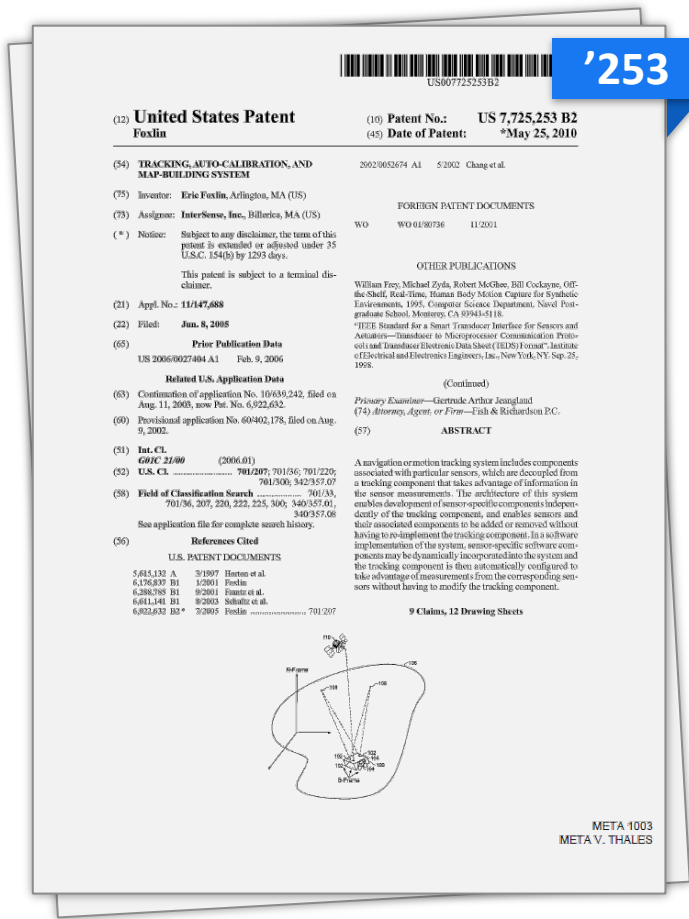 ’253
US007725253B2
(12) United States Patent
Foxlin
(10) Patent No.: US 7,725,253 B2
(45) Date of Patent: *May 25, 2010
(54) TRACKING, AUTO-CALIBRATION, AND
MAP-BUILDING SYSTEM
(75) Inventor: Eric Foxlin, Arlington, MA (US)
(73) Assignee: InterSense, Inc., Billerica, MA (US)
( * ) Notice: Subject to any disclaimer, the term of this
patent is extended or adjusted under 35
U.S.C. 154(b) by 1293 days.
This patent is subject to a terminal dis-
claimer.
(21) Appl. No.: 11/147,688
(22) Filed: Jun. 8, 2005
(65) Prior Publication Data
US 2006/0027404 A1 Feb. 9, 2006
Related U.S. Application Data
(63) Continuation of application No. 10/639,242, filed on
Aug. 11, 2003, now Pat. No. 6,922,632.
(60) Provisional application No. 60/402,178, filed on Aug.
9, 2002.
(51) Int. Cl.
G01C 21/00 (2006.01)
(52) U.S. Cl. .................... 701/207; 701/36; 701/220;
701/300; 342/357.07
(58) Field of Classification Search ............... 701/33,
701/36, 207, 220, 222, 225, 300; 340/357.01,
340/357.08
See application file for complete search history.
(56) References Cited
U.S. PATENT DOCUMENTS
5,615,132 A 3/1997 Horton et al.
6,176,837 B1 1/2001 Foxlin
6,288,785 B1 9/2001 Frantz et al.
6,611,141 B1 8/2003 Schultz et al.
6,922,632 B2 * 7/2005 Foxlin ........................ 701/207
2002/0052674 A1 5/2002 Chang et al.
FOREIGN PATENT DOCUMENTS
WO WO 01/80736 11/2001
OTHER PUBLICATIONS
William Frey, Michael Zyda, Robert McGhee, Bill Cockayne, Off-
the-Shelf, Real-Time, Human Body Motion Capture for Synthetic
Environments, 1995, Computer Science Department, Navel Post-
graduate School, Monterey, CA 93943-5118.
“IEEE Standard for a Smart Transducer Interface for Sensors and
Actuators—Transducer to Microprocessor Communication Proto-
cols and Transducer Electronic Data Sheet (TEDS) Format”. Institute
of Electrical and Electronics Engineers, Inc., New York, NY. Sep. 25,
1998.
(Continued)
Primary Examiner—Gertrude Arthur Jeanglaud
(74) Attorney, Agent, or Firm—Fish & Richardson P.C.
(57) ABSTRACT
A navigation or motion tracking system includes components
associated with particular sensors, which are decoupled from
a tracking component that takes advantage of information in
the sensor measurements. The architecture of this system
enables development of sensor-specific components indepen-
dently of the tracking component, and enables sensors and
their associated components to be added or removed without
having to re-implement the tracking component. In a software
implementation of the system, sensor-specific software com-
ponents may be dynamically incorporated into the system and
the tracking component is then automatically configured to
take advantage of measurements from the corresponding sen-
sors without having to modify the tracking component.
9 Claims, 12 Drawing Sheets
110
N-Frame
106
108
108
102
B-Frame
META 1003
META V. THALES